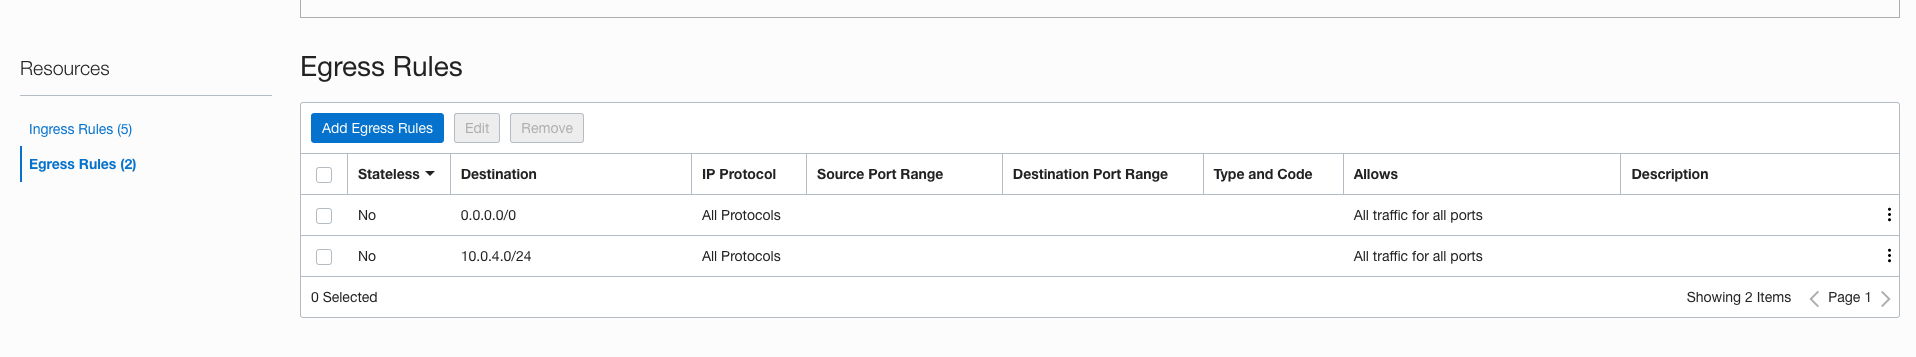 Resources
Ingress Rules (5)
Egress Rules (2)
Egress Rules
Add Egress Rules Edit Remove
Stateless Destination IP Protocol Source Port Range Destination Port Range Type and Code Allows Description
No 0.0.0.0/0 All Protocols All traffic for all ports
No 10.0.4.0/24 All Protocols All traffic for all ports
0 Selected Showing 2 Items Page 1